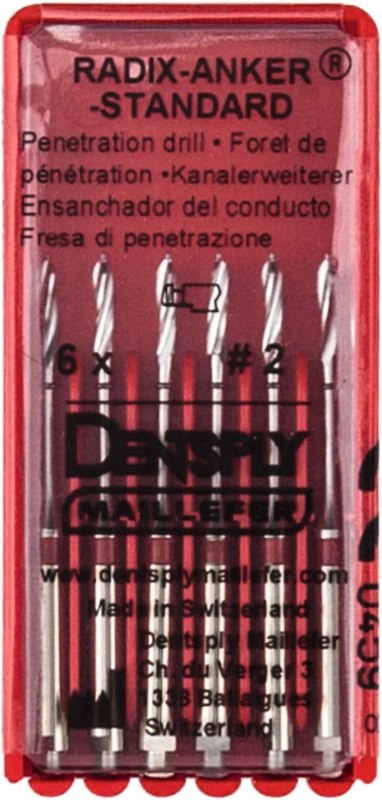 RADIX-ANKER®
-STANDARD
Penetration drill • Foret de
pénétration •Kanalerweiterer
Ensanchador del conducto
Fresa di penetrazione
6 x #2
DENTSPLY
MAILLEFER
www.dentsplymaillefer.com
Made in Switzerland
Dentsply Maillefer
Ch. du Verger 3
1338 Ballaigues
Switzerland
0459